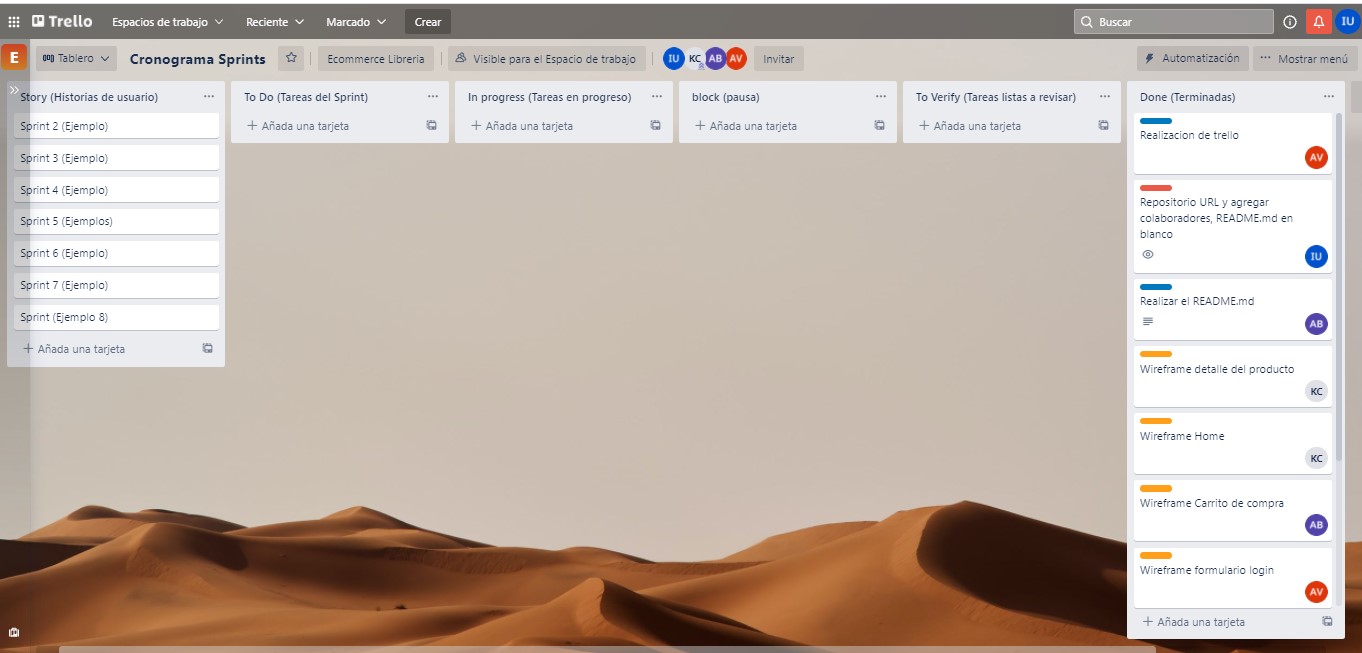 Trello
Espacios de trabajo
Reciente
Marcado
Crear
Buscar
IU
E
Tablero
Cronograma Sprints
Ecommerce Libreria
Visible para el Espacio de trabajo
IU
KC
AB
AV
Invitar
Automatización
Mostrar menú
Story (Historias de usuario)
Sprint 2 (Ejemplo)
Sprint 3 (Ejemplo)
Sprint 4 (Ejemplo)
Sprint 5 (Ejemplos)
Sprint 6 (Ejemplo)
Sprint 7 (Ejemplo)
Sprint (Ejemplo 8)
+ Añada una tarjeta
To Do (Tareas del Sprint)
+ Añada una tarjeta
In progress (Tareas en progreso)
+ Añada una tarjeta
block (pausa)
+ Añada una tarjeta
To Verify (Tareas listas a revisar)
+ Añada una tarjeta
Done (Terminadas)
Realizacion de trello
AV
Repositorio URL y agregar
colaboradores, README.md en
blanco
IU
Realizar el README.md
AB
Wireframe detalle del producto
KC
Wireframe Home
KC
Wireframe Carrito de compra
AB
Wireframe formulario login
AV
+ Añada una tarjeta